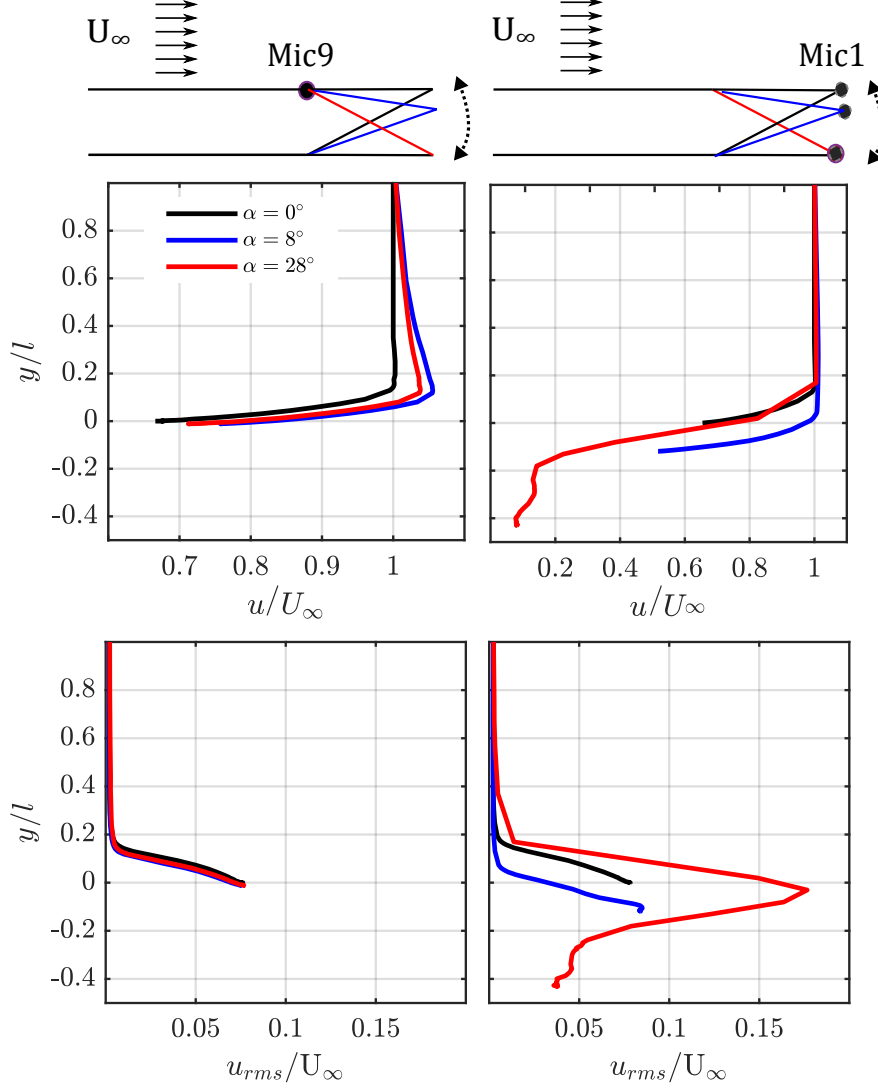 U∞ U∞
Mic9 Mic1
α = 0°
α = 8°
α = 28°
0.8
0.6
0.4
0.2
0
-0.2
-0.4
y/l
0.7 0.8 0.9 1
u/U∞
0.2 0.4 0.6 0.8 1
u/U∞
0.8
0.6
0.4
0.2
0
-0.2
-0.4
y/l
0.05 0.1 0.15
u_rms/U∞
0.05 0.1 0.15
u_rms/U∞